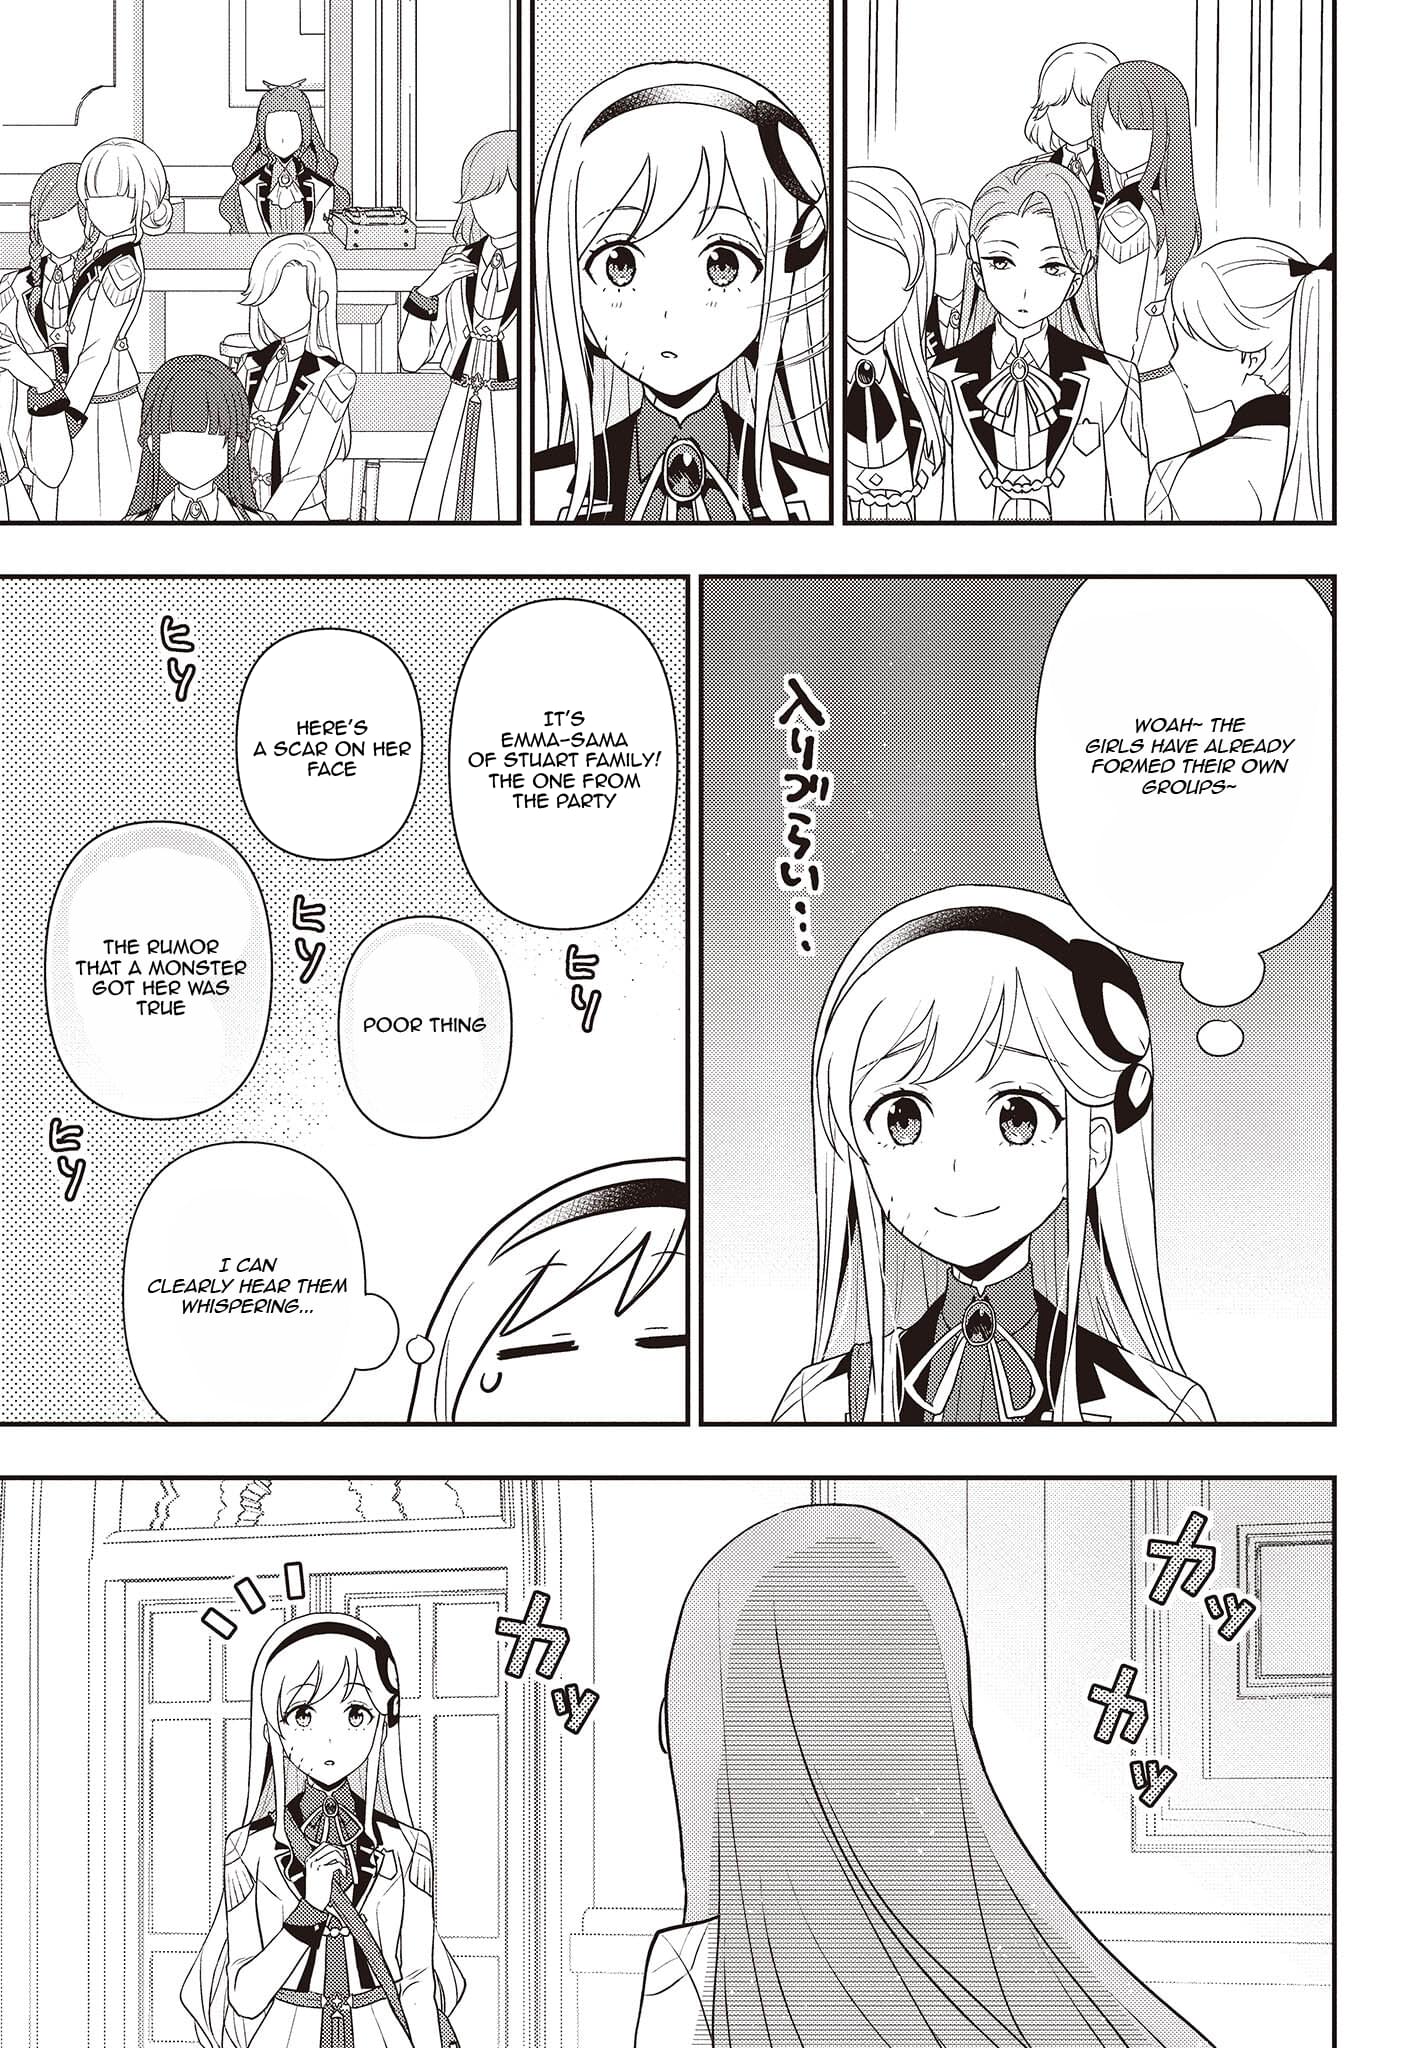 WOAH~ THE
GIRLS HAVE ALREADY
FORMED THEIR OWN
GROUPS~
入りづらい…
IT'S
EMMA-SAMA
OF STUART FAMILY!
THE ONE FROM
THE PARTY
HERE'S
A SCAR ON HER
FACE
ヒソ
ヒソ
POOR THING
ヒソ
THE RUMOR
THAT A MONSTER
GOT HER WAS
TRUE
ヒソ
I CAN
CLEARLY HEAR THEM
WHISPERING...
カッ
カッ
カッ